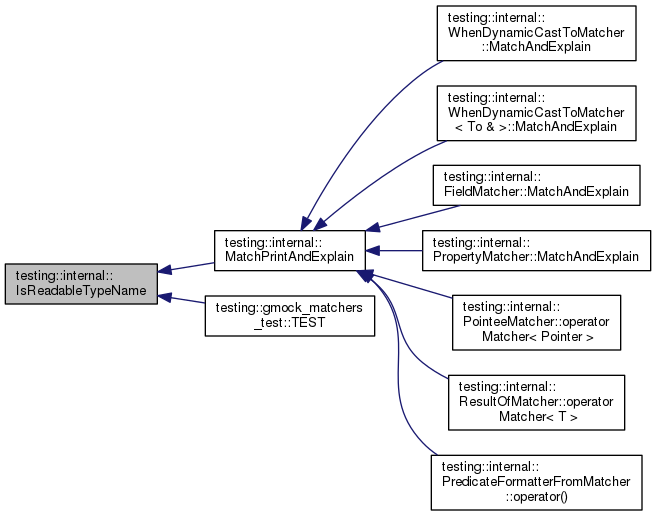 testing::internal::
WhenDynamicCastToMatcher
::MatchAndExplain
testing::internal::
WhenDynamicCastToMatcher
< To & >::MatchAndExplain
testing::internal::
FieldMatcher::MatchAndExplain
testing::internal::
MatchPrintAndExplain
testing::internal::
PropertyMatcher::MatchAndExplain
testing::internal::
IsReadableTypeName
testing::gmock_matchers
_test::TEST
testing::internal::
PointeeMatcher::operator
Matcher< Pointer >
testing::internal::
ResultOfMatcher::operator
Matcher< T >
testing::internal::
PredicateFormatterFromMatcher
::operator()